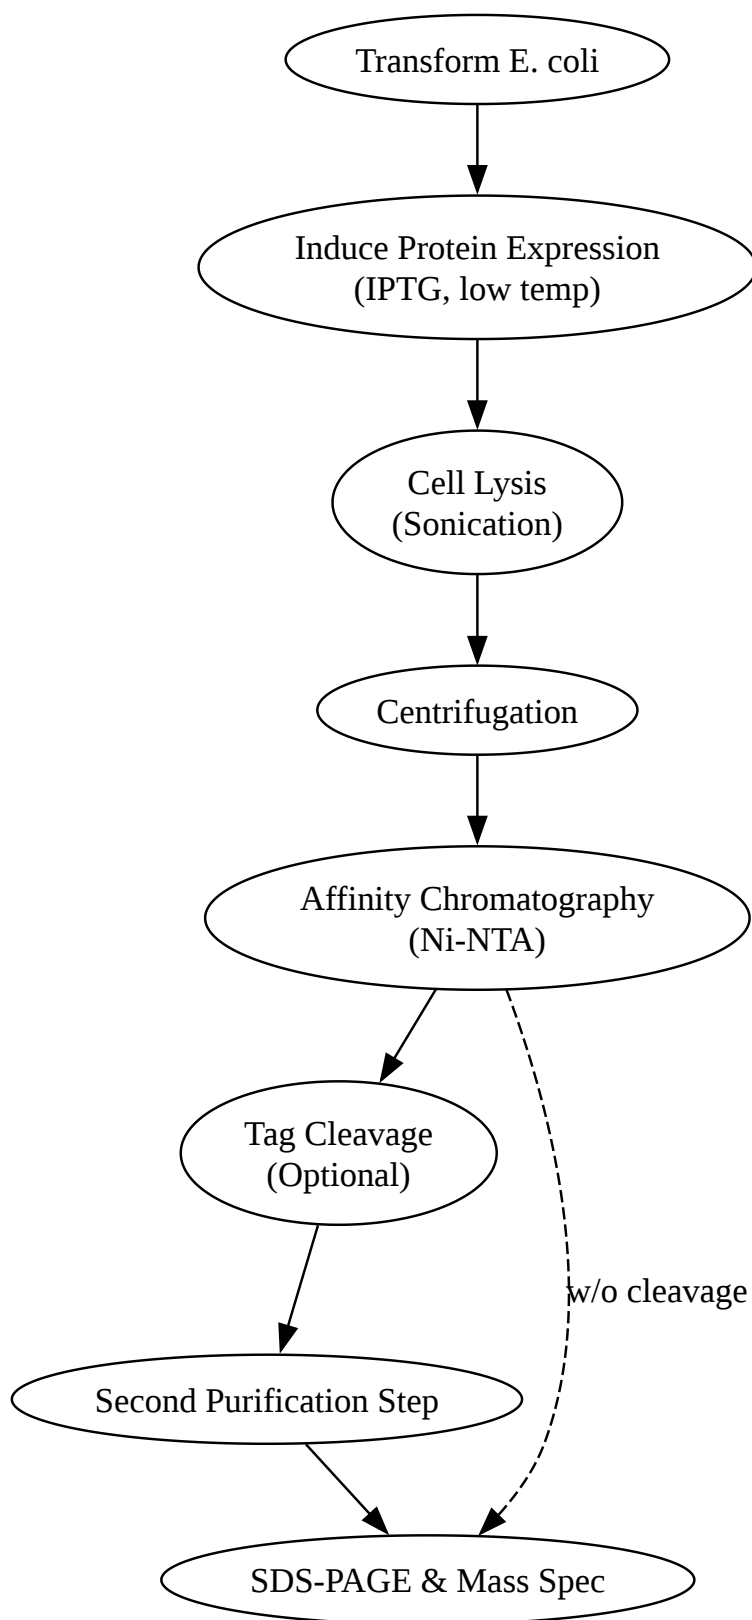 Transform E. coli
Induce Protein Expression
(IPTG, low temp)
Cell Lysis
(Sonication)
Centrifugation
Affinity Chromatography
(Ni-NTA)
Tag Cleavage
(Optional)
w/o cleavage
Second Purification Step
SDS-PAGE & Mass Spec